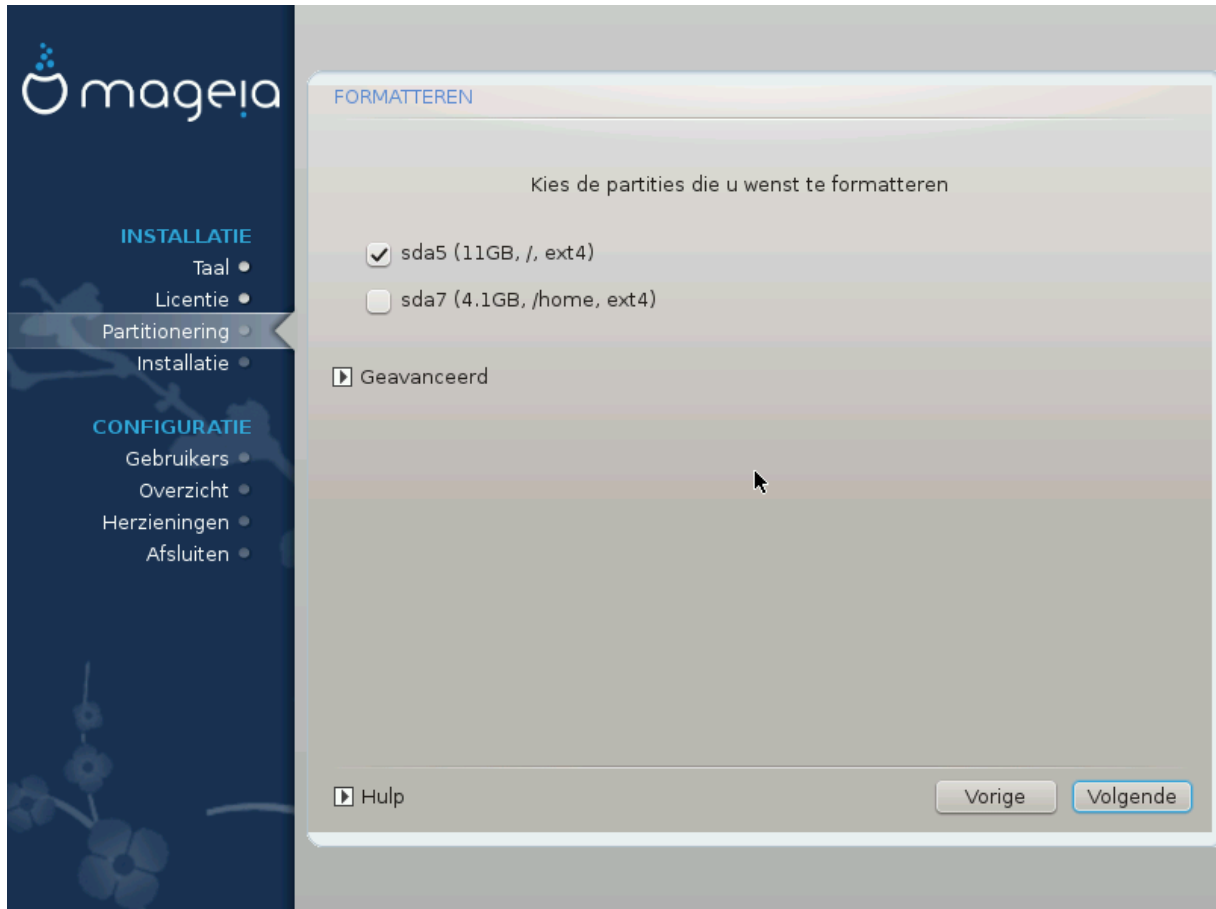 mageia
INSTALLATIE
Taal
Licentie
Partitionering
Installatie
CONFIGURATIE
Gebruikers
Overzicht
Herzieningen
Afsluiten
FORMATTEREN
Kies de partities die u wenst te formatteren
sda5 (11GB, /, ext4)
sda7 (4.1GB, /home, ext4)
Geavanceerd
Hulp
Vorige
Volgende